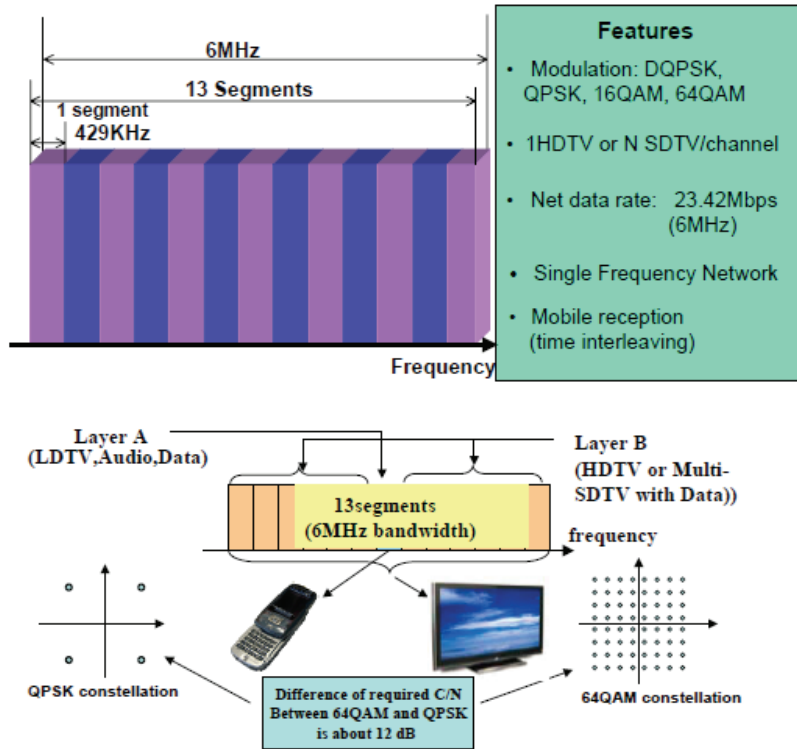 6MHz
13 Segments
1 segment
429KHz
Frequency
Features
• Modulation: DQPSK,
QPSK, 16QAM, 64QAM
• 1HDTV or N SDTV/channel
• Net data rate: 23.42Mbps
(6MHz)
• Single Frequency Network
• Mobile reception
(time interleaving)
Layer A
(LDTV,Audio,Data)
Layer B
(HDTV or Multi-
SDTV with Data))
13segments
(6MHz bandwidth)
frequency
QPSK constellation
Difference of required C/N
Between 64QAM and QPSK
is about 12 dB
64QAM constellation